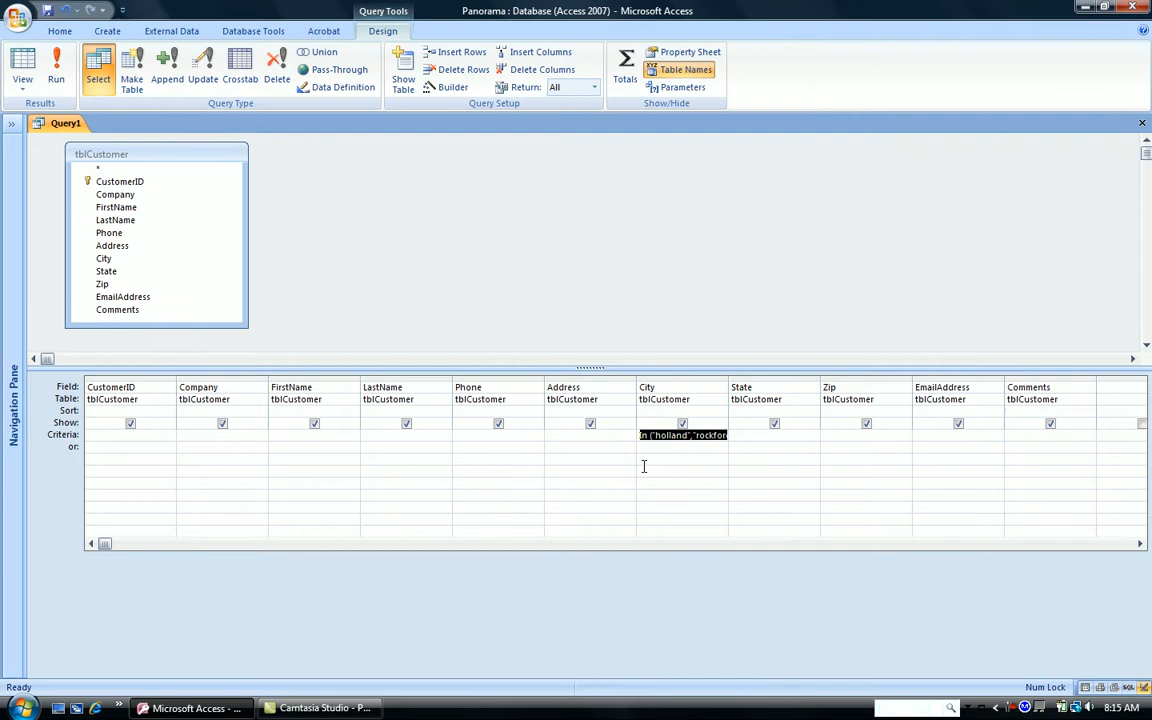 Query Tools
Panorama : Database (Access 2007) - Microsoft Access
Home Create External Data Database Tools Acrobat Design
View
Run
Select
Make Table
Append
Update
Crosstab
Delete
Union
Pass-Through
Data Definition
Show Table
Insert Rows
Delete Rows
Builder
Insert Columns
Delete Columns
Return: All
Totals
Property Sheet
XYZ Table Names
Parameters
Results Query Type Query Setup Show/Hide
Query1
tblCustomer
*
CustomerID
Company
FirstName
LastName
Phone
Address
City
State
Zip
EmailAddress
Comments
Navigation Pane
Field: CustomerID Company FirstName LastName Phone Address City State Zip EmailAddress Comments
Table: tblCustomer tblCustomer tblCustomer tblCustomer tblCustomer tblCustomer tblCustomer tblCustomer tblCustomer tblCustomer tblCustomer
Sort:
Show:
Criteria: In ("holland","rockford
or:
Ready Num Lock SQL
Microsoft Access - ... Camtasia Studio - P... 8:15 AM